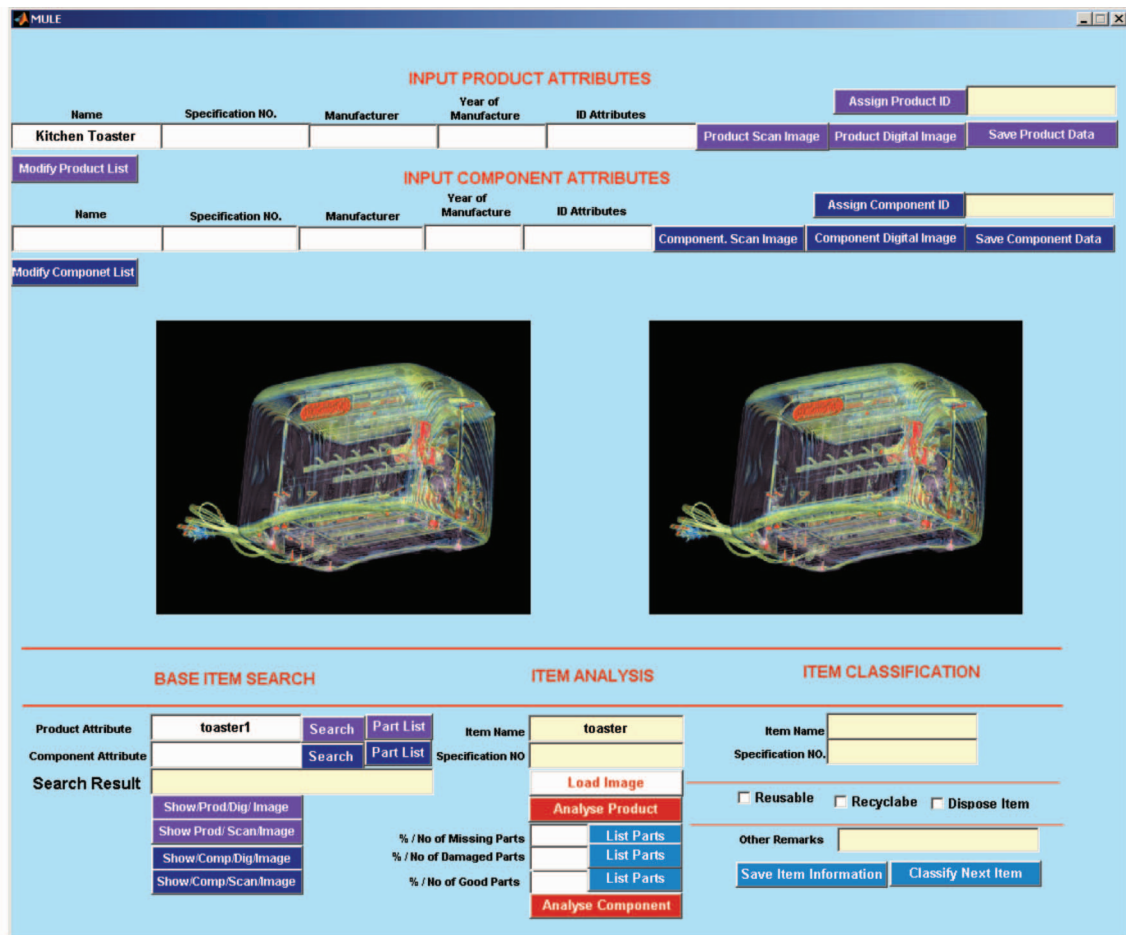 MULE
INPUT PRODUCT ATTRIBUTES
Assign Product ID
Name Specification NO. Manufacturer Year of Manufacture ID Attributes
Kitchen Toaster Product Scan Image Product Digital Image Save Product Data
Modify Product List
INPUT COMPONENT ATTRIBUTES
Assign Component ID
Name Specification NO. Manufacturer Year of Manufacture ID Attributes
Component. Scan Image Component Digital Image Save Component Data
Modify Componet List
BASE ITEM SEARCH ITEM ANALYSIS ITEM CLASSIFICATION
Product Attribute toaster1 Search Part List
Component Attribute Search Part List
Search Result
Show/Prod/Dig/ Image
Show Prod/ Scan/Image
Show/Comp/Dig/Image
Show/Comp/Scan/Image
Item Name toaster
Specification NO
Load Image
Analyse Product
% / No of Missing Parts List Parts
% / No of Damaged Parts List Parts
% / No of Good Parts List Parts
Analyse Component
Item Name
Specification NO.
Reusable Recyclabe Dispose Item
Other Remarks
Save Item Information Classify Next Item